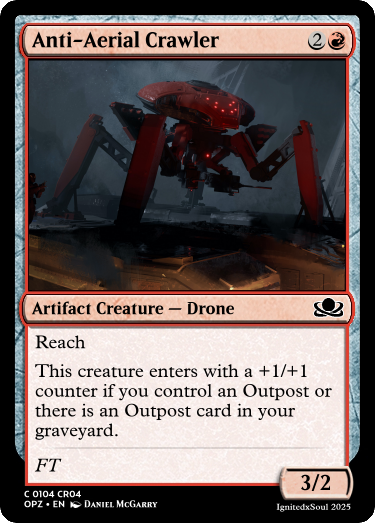 Anti-Aerial Crawler 2
Artifact Creature — Drone
Reach
This creature enters with a +1/+1
counter if you control an Outpost or
there is an Outpost card in your
graveyard.
FT
3/2
C 0104 CR04
OPZ • EN Daniel McGarry
IgnitedxSoul 2025